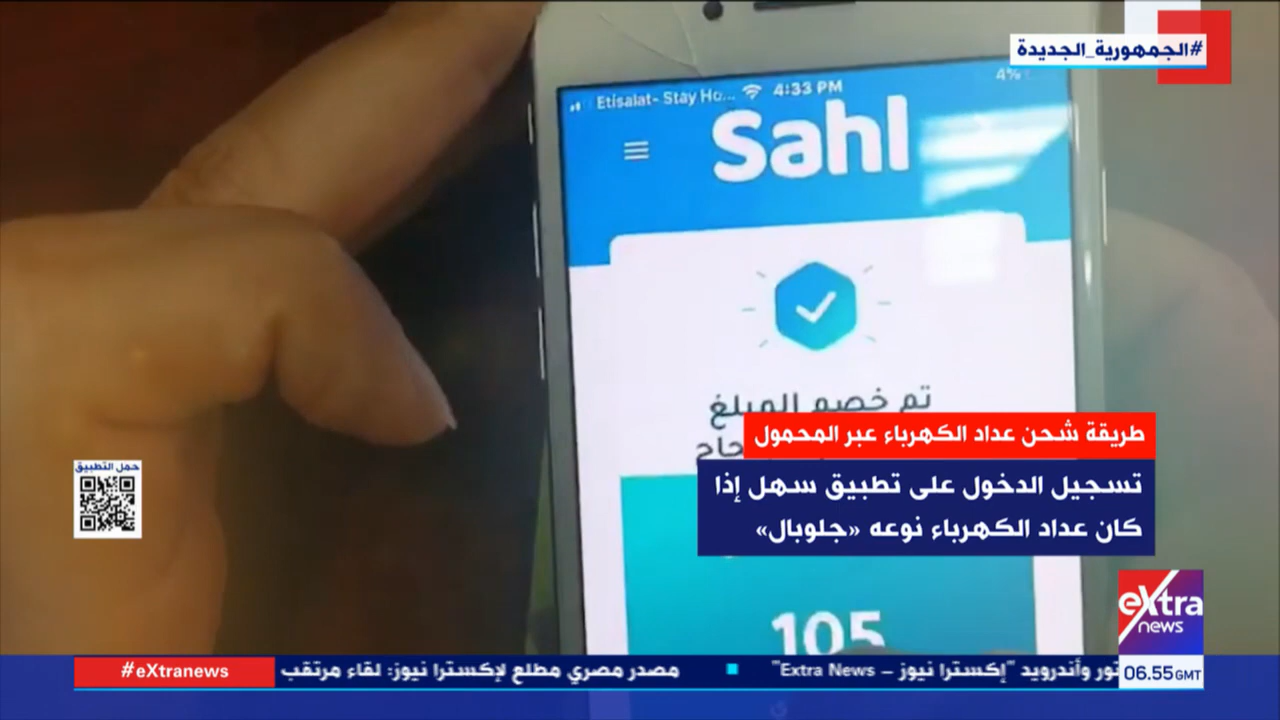 #الجمهورية_الجديدة
Etisalat- Stay Ho... 4:33 PM 4%
Sahl
تم خصم المبلغ
طريقة شحن عداد الكهرباء عبر المحمول
تسجيل الدخول على تطبيق سهل إذا
كان عداد الكهرباء نوعه «جلوبال»
حمل التطبيق
105
eXtra
news
#eXtranews
تور وأندرويد "إكسترا نيوز – Extra News" ■ مصدر مصري مطلع لإكسترا نيوز: لقاء مرتقب
06.55 GMT